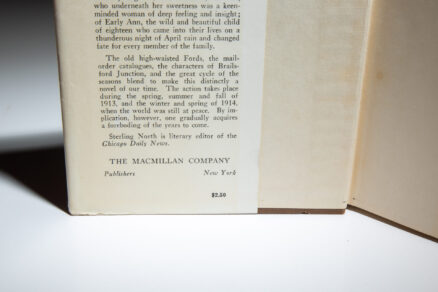 who underneath her sweetness was a keen-
minded woman of deep feeling and insight;
of Early Ann, the wild and beautiful child
of eighteen who came into their lives on a
thunderous night of April rain and changed
fate for every member of the family.
The old high-waisted Fords, the mail-
order catalogues, the characters of Brails-
ford Junction, and the great cycle of the
seasons blend to make this distinctly a
novel of our time. The action takes place
during the spring, summer and fall of
1913, and the winter and spring of 1914,
when the world was still at peace. By im-
plication, however, one gradually acquires
a foreboding of the years to come.
Sterling North is literary editor of the
Chicago Daily News.
THE MACMILLAN COMPANY
Publishers New York
$2.50